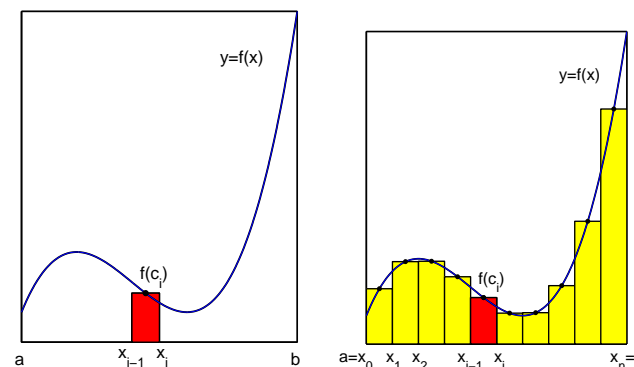 y=f(x)
f(c_i)
a x_{i-1} x_i b
y=f(x)
f(c_i)
a=x_0 x_1 x_2 x_{i-1} x_i x_n=